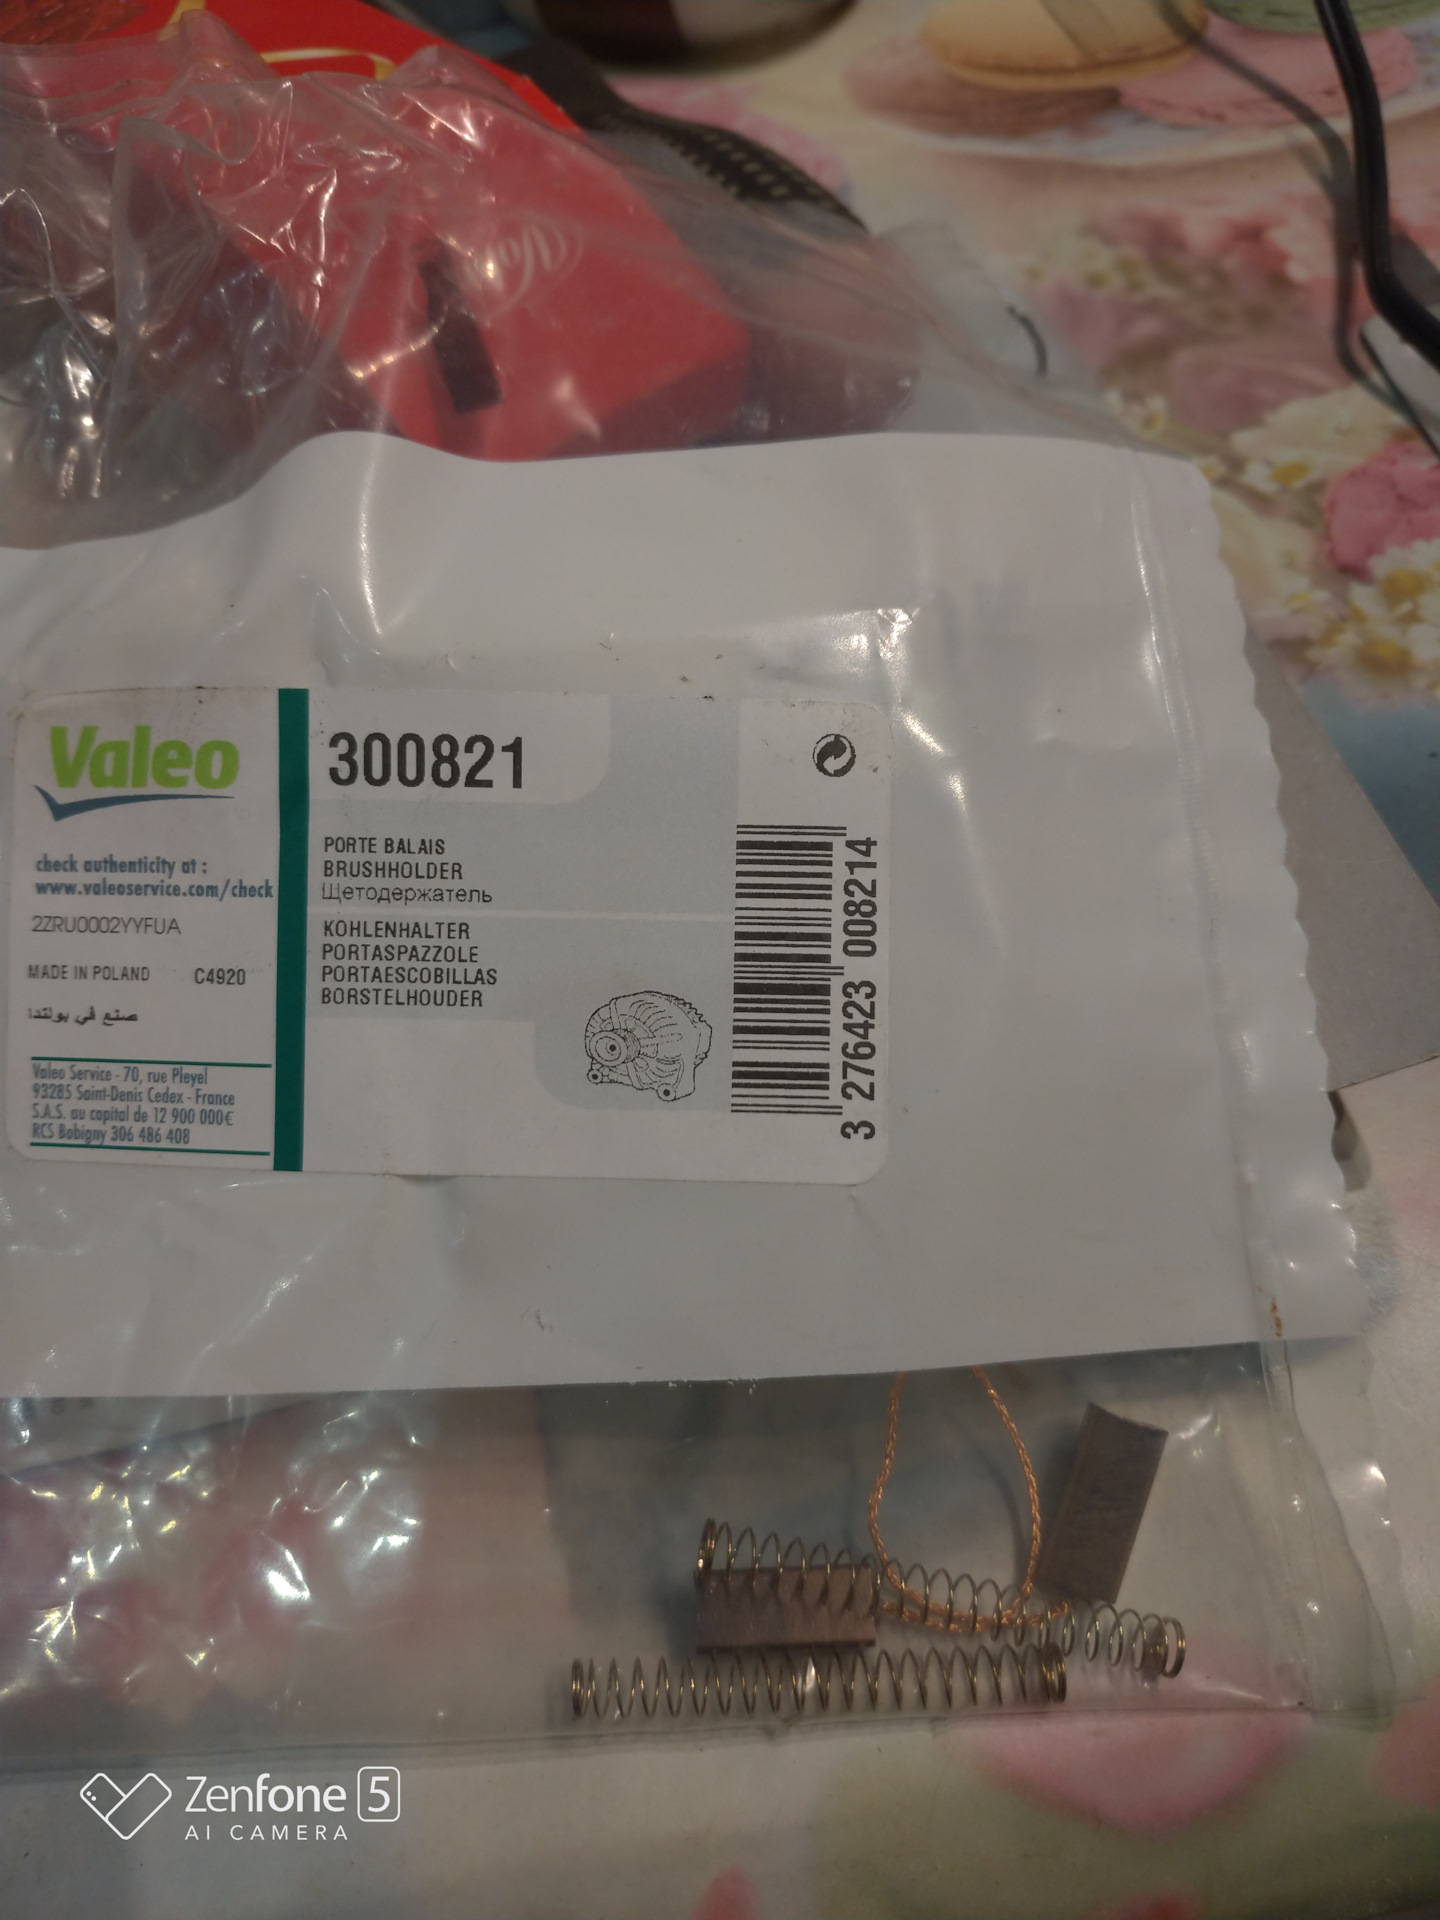 Valeo
300821
check authenticity at :
www.valeoservice.com/check
2ZRU0002YYFUA
MADE IN POLAND C4920
صنع في بولندا
Valeo Service - 70, rue Pleyel
93285 Saint-Denis Cedex - France
S.A.S. au capital de 12 900 000€
RCS Bobigny 306 486 408
PORTE BALAIS
BRUSHHOLDER
Щетодержатель
KOHLENHALTER
PORTASPAZZOLE
PORTAESCOBILLAS
BORSTELHOUDER
3 276423 008214
Zenfone 5
AI CAMERA